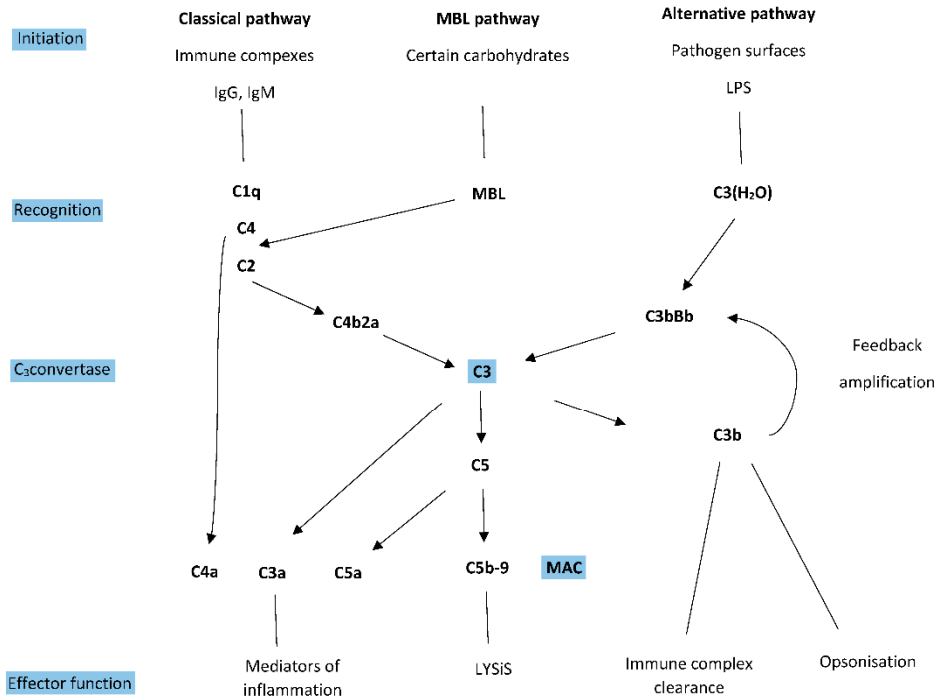 Classical pathway
MBL pathway
Alternative pathway
Initiation
Immune compexes
Certain carbohydrates
Pathogen surfaces
IgG, IgM
LPS
C1q
MBL
C3(H₂O)
Recognition
C4
C2
C4b2a
C3bBb
Feedback
amplification
C₃convertase
C3
C3b
C5
C4a
C3a
C5a
C5b-9
MAC
Effector function
Mediators of
inflammation
LYSiS
Immune complex
clearance
Opsonisation